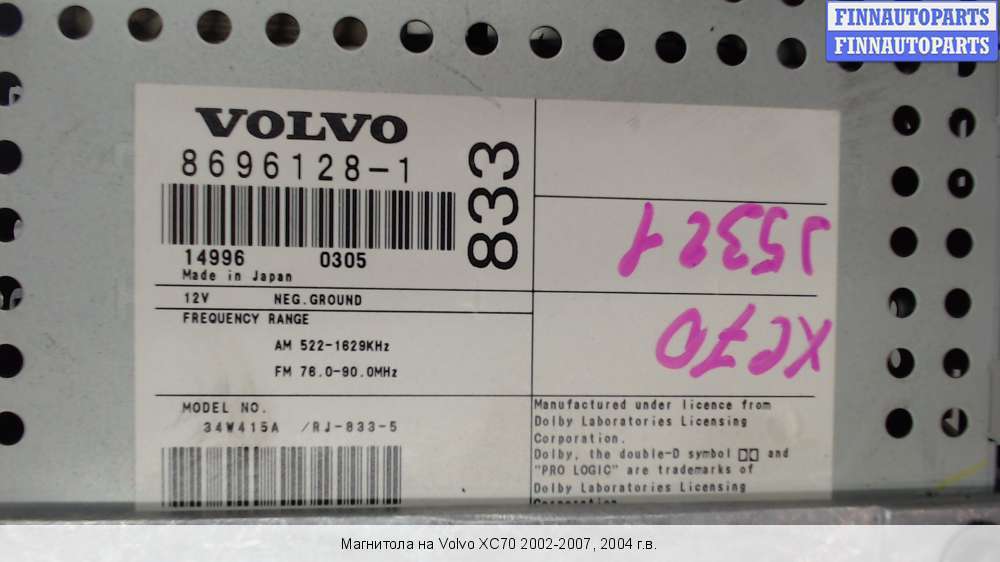 FINNAUTOPARTS
FINNAUTOPARTS
VOLVO
8696128-1
833
14996 0305
Made in Japan
12V NEG.GROUND
FREQUENCY RANGE
AM 522-1629KHz
FM 76.0-90.0MHz
MODEL NO.
34W415A /RJ-833-5
J5321
XC70
Manufactured under licence from
Dolby Laboratories Licensing
Corporation.
Dolby, the double-D symbol and
"PRO LOGIC" are trademarks of
Dolby Laboratories Licensing
Corporation
Магнитола на Volvo XC70 2002-2007, 2004 г.в.